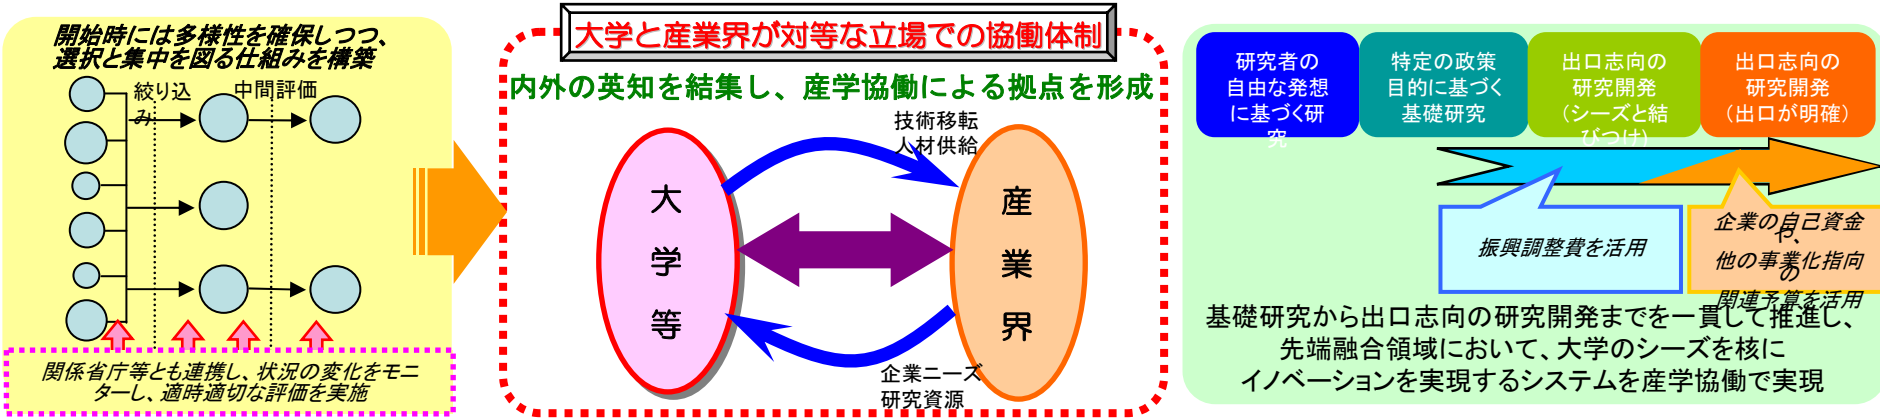 開始時には多様性を確保しつつ、
選択と集中を図る仕組みを構築
絞り込
み
中間評価
関係省庁等とも連携し、状況の変化をモニ
ターし、適時適切な評価を実施
大学と産業界が対等な立場での協働体制
内外の英知を結集し、産学協働による拠点を形成
技術移転
人材供給
大
学
等
産
業
界
企業ニーズ
研究資源
研究者の
自由な発想
に基づく研
究
特定の政策
目的に基づく
基礎研究
出口志向の
研究開発
(シーズと結
びつけ)
出口志向の
研究開発
(出口が明確)
振興調整費を活用
企業の自己資金
や、
他の事業化指向
の
関連予算を活用
基礎研究から出口志向の研究開発までを一貫して推進し、
先端融合領域において、大学のシーズを核に
イノベーションを実現するシステムを産学協働で実現